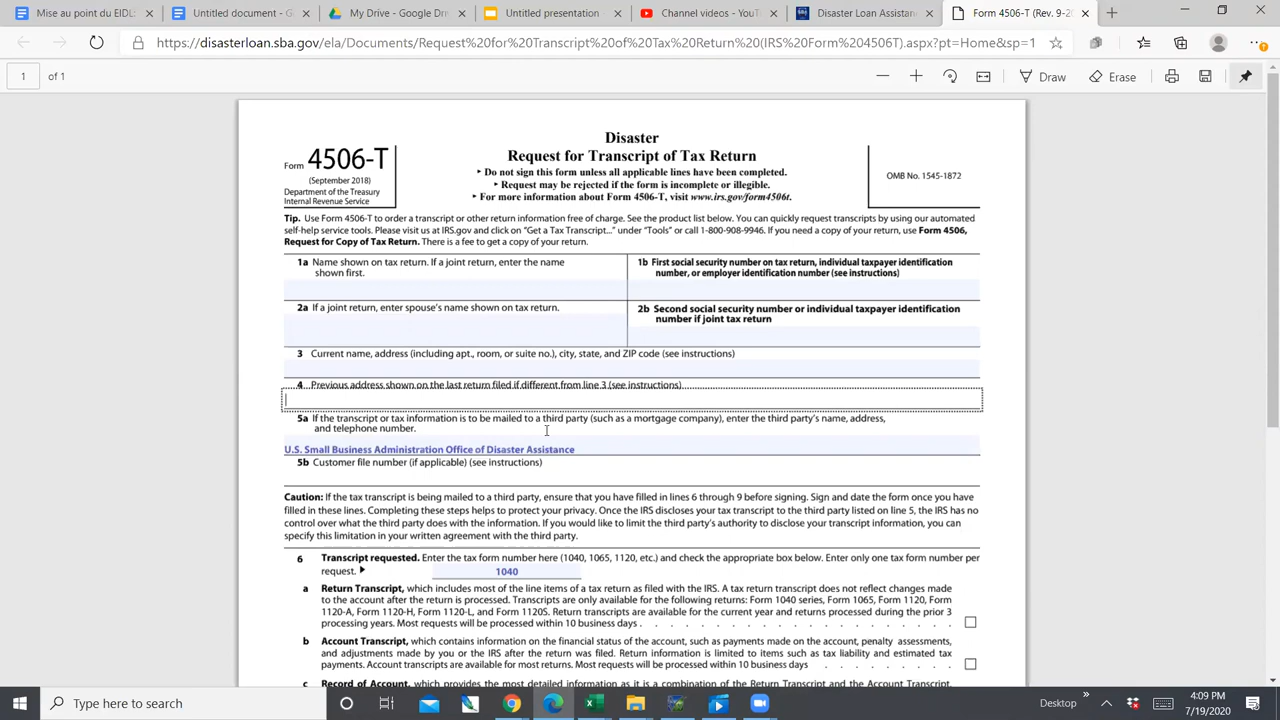 Mise au point du EIDL:
Untitled document - G
My Drive - Google Dri
Untitled presentation
Channel videos - YouTu
Disaster Loan Assistanc
Form 4506-T (Rev. 9-20
https://disasterloan.sba.gov/ela/Documents/Request%20for%20Transcript%20of%20Tax%20Return%20(IRS%20Form%204506T).aspx?pt=Home&sp=1
1 of 1
Draw
Erase
Disaster
Form 4506-T
Request for Transcript of Tax Return
(September 2018)
Department of the Treasury
Internal Revenue Service
▸ Do not sign this form unless all applicable lines have been completed.
▸ Request may be rejected if the form is incomplete or illegible.
▸ For more information about Form 4506-T, visit www.irs.gov/form4506t.
OMB No. 1545-1872
Tip. Use Form 4506-T to order a transcript or other return information free of charge. See the product list below. You can quickly request transcripts by using our automated
self-help service tools. Please visit us at IRS.gov and click on "Get a Tax Transcript..." under "Tools" or call 1-800-908-9946. If you need a copy of your return, use Form 4506,
Request for Copy of Tax Return. There is a fee to get a copy of your return.
1a Name shown on tax return. If a joint return, enter the name
shown first.
1b First social security number on tax return, individual taxpayer identification
number, or employer identification number (see instructions)
2a If a joint return, enter spouse's name shown on tax return.
2b Second social security number or individual taxpayer identification
number if joint tax return
3 Current name, address (including apt., room, or suite no.), city, state, and ZIP code (see instructions)
4 Previous address shown on the last return filed if different from line 3 (see instructions)
5a If the transcript or tax information is to be mailed to a third party (such as a mortgage company), enter the third party's name, address,
and telephone number.
U.S. Small Business Administration Office of Disaster Assistance
5b Customer file number (if applicable) (see instructions)
Caution: If the tax transcript is being mailed to a third party, ensure that you have filled in lines 6 through 9 before signing. Sign and date the form once you have
filled in these lines. Completing these steps helps to protect your privacy. Once the IRS discloses your tax transcript to the third party listed on line 5, the IRS has no
control over what the third party does with the information. If you would like to limit the third party's authority to disclose your transcript information, you can
specify this limitation in your written agreement with the third party.
6 Transcript requested. Enter the tax form number here (1040, 1065, 1120, etc.) and check the appropriate box below. Enter only one tax form number per
request. ▸ 1040
a Return Transcript, which includes most of the line items of a tax return as filed with the IRS. A tax return transcript does not reflect changes made
to the account after the return is processed. Transcripts are only available for the following returns: Form 1040 series, Form 1065, Form 1120, Form
1120-A, Form 1120-H, Form 1120-L, and Form 1120S. Return transcripts are available for the current year and returns processed during the prior 3
processing years. Most requests will be processed within 10 business days . . . . . . . . . . . . . . .
b Account Transcript, which contains information on the financial status of the account, such as payments made on the account, penalty assessments,
and adjustments made by you or the IRS after the return was filed. Return information is limited to items such as tax liability and estimated tax
payments. Account transcripts are available for most returns. Most requests will be processed within 10 business days . . . . . . .
c Record of Account, which provides the most detailed information as it is a combination of the Return Transcript and the Account Transcript.
Type here to search
Desktop
4:09 PM
7/19/2020